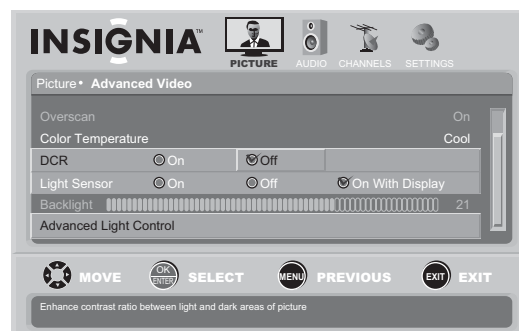 INSIGNIA™
PICTURE AUDIO CHANNELS SETTINGS
Picture• Advanced Video
Overscan On
Color Temperature Cool
DCR On Off
Light Sensor On Off On With Display
Backlight 21
Advanced Light Control
MOVE OK ENTER SELECT MENU PREVIOUS EXIT EXIT
Enhance contrast ratio between light and dark areas of picture